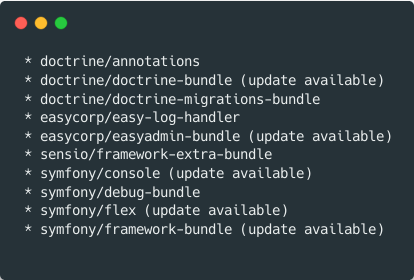 * doctrine/annotations
* doctrine/doctrine-bundle (update available)
* doctrine/doctrine-migrations-bundle
* easycorp/easy-log-handler
* easycorp/easyadmin-bundle (update available)
* sensio/framework-extra-bundle
* symfony/console (update available)
* symfony/debug-bundle
* symfony/flex (update available)
* symfony/framework-bundle (update available)